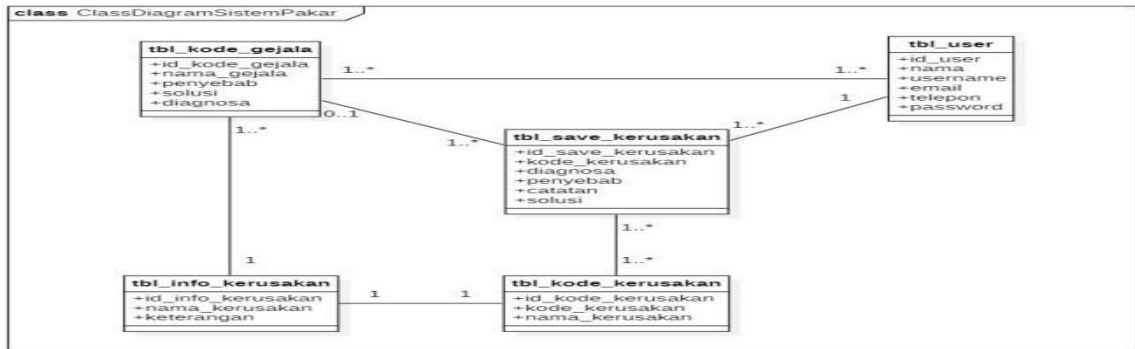 class ClassDiagramSistemPakar
tbl_kode_gejala
+id_kode_gejala
+nama_gejala
+penyebab
+solusi
+diagnosa
tbl_user
+id_user
+nama
+username
+email
+telepon
+password
1..*
1..*
0..1
1..*
1
1..*
1..*
1
tbl_save_kerusakan
+id_save_kerusakan
+kode_kerusakan
+diagnosa
+penyebab
+catatan
+solusi
1..*
1..*
tbl_info_kerusakan
+id_info_kerusakan
+nama_kerusakan
+keterangan
1
1
tbl_kode_kerusakan
+id_kode_kerusakan
+kode_kerusakan
+nama_kerusakan